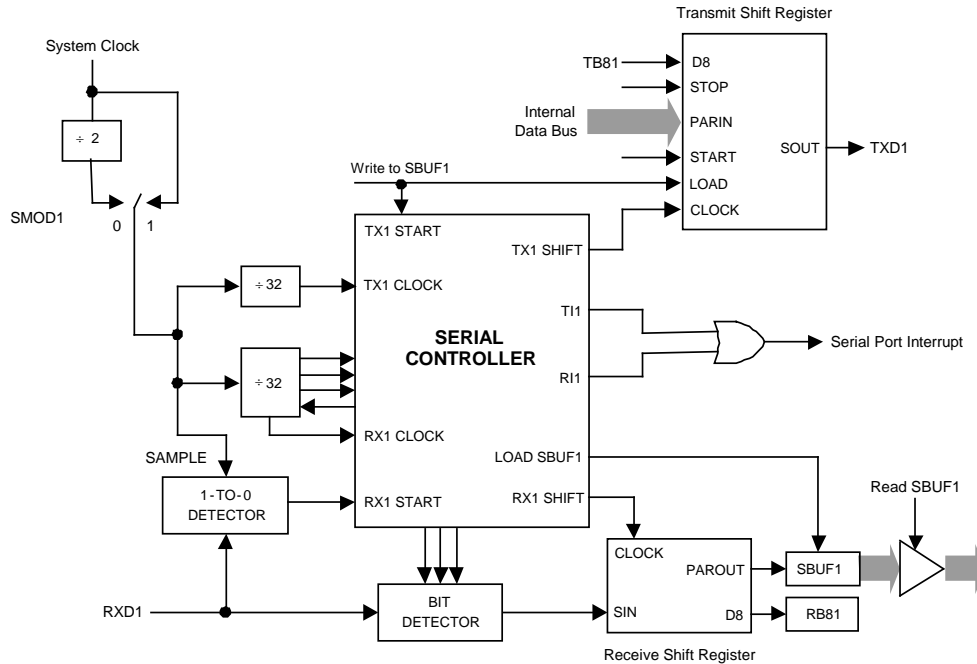 Transmit Shift Register
System Clock
TB81
D8
STOP
÷ 2
Internal
Data Bus
PARIN
SOUT
TXD1
START
Write to SBUF1
LOAD
SMOD1
0 1
CLOCK
TX1 START
TX1 SHIFT
÷ 32
TX1 CLOCK
TI1
SERIAL
CONTROLLER
Serial Port Interrupt
÷ 32
RI1
RX1 CLOCK
SAMPLE
LOAD SBUF1
1-TO-0
DETECTOR
RX1 START
RX1 SHIFT
Read SBUF1
CLOCK
PAROUT
SBUF1
RXD1
BIT
DETECTOR
SIN
D8
RB81
Receive Shift Register